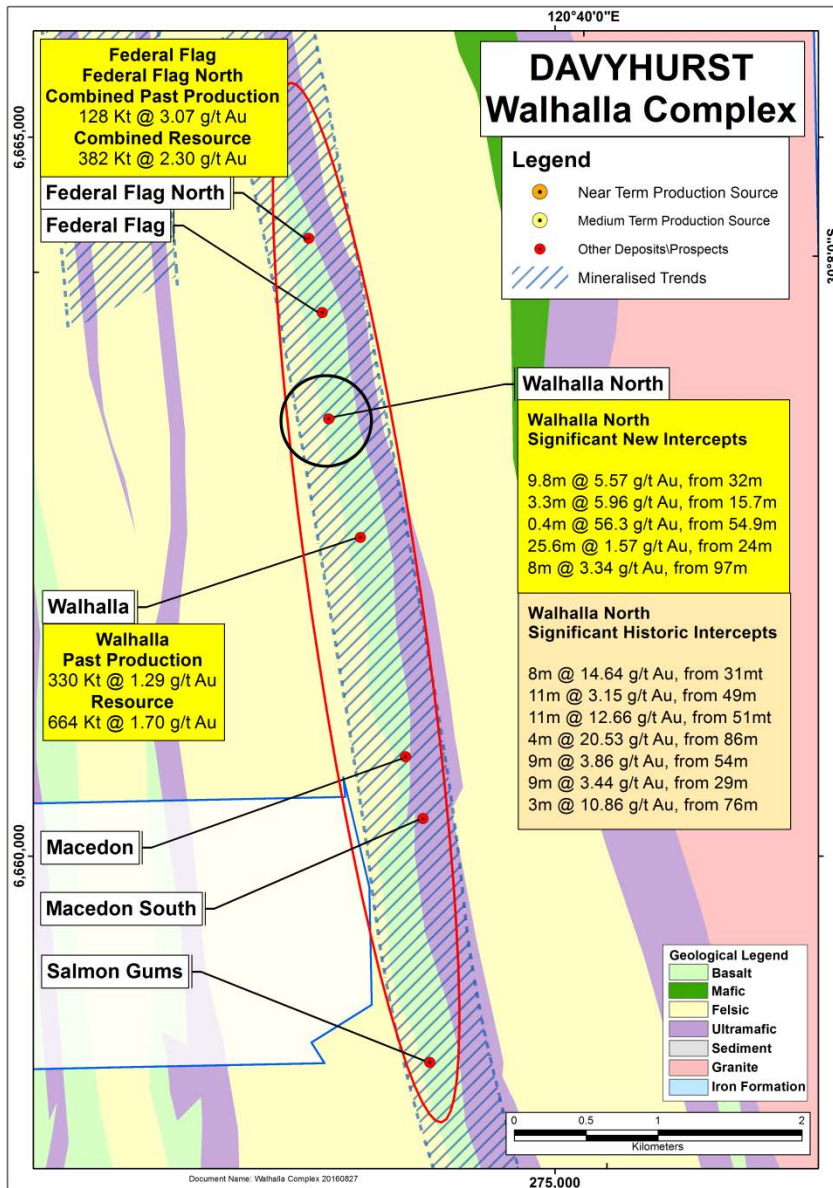 120°40'0"E
DAVYHURST
Walhalla Complex
Federal Flag
Federal Flag North
Combined Past Production
128 Kt @ 3.07 g/t Au
Combined Resource
382 Kt @ 2.30 g/t Au
6,665,000
Legend
Near Term Production Source
Medium Term Production Source
Other Deposits\Prospects
Mineralised Trends
30°8'0"S
Federal Flag North
Federal Flag
Walhalla North
Walhalla North
Significant New Intercepts
9.8m @ 5.57 g/t Au, from 32m
3.3m @ 5.96 g/t Au, from 15.7m
0.4m @ 56.3 g/t Au, from 54.9m
25.6m @ 1.57 g/t Au, from 24m
8m @ 3.34 g/t Au, from 97m
Walhalla North
Significant Historic Intercepts
8m @ 14.64 g/t Au, from 31mt
11m @ 3.15 g/t Au, from 49m
11m @ 12.66 g/t Au, from 51mt
4m @ 20.53 g/t Au, from 86m
9m @ 3.86 g/t Au, from 54m
9m @ 3.44 g/t Au, from 29m
3m @ 10.86 g/t Au, from 76m
Walhalla
Walhalla
Past Production
330 Kt @ 1.29 g/t Au
Resource
664 Kt @ 1.70 g/t Au
Macedon
6,660,000
Macedon South
Salmon Gums
Geological Legend
Basalt
Mafic
Felsic
Ultramafic
Sediment
Granite
Iron Formation
0 0.5 1 2
Kilometers
Document Name: Walhalla Complex 20160827
275,000